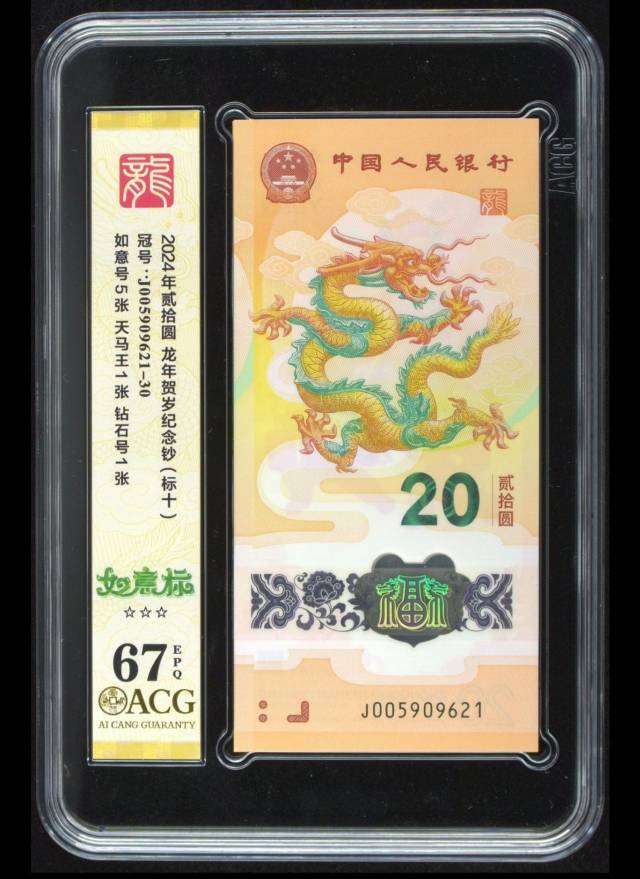 龍
2024年贰拾圆 龙年贺岁纪念钞(标十)
冠号:J005909621-30
如意号5张 天马王1张 钻石号1张
如意标
☆☆☆
67
EPQ
ACG
AI CANG GUARANTY
中国人民银行
龍
20
贰拾圆
福
J005909621
ACG